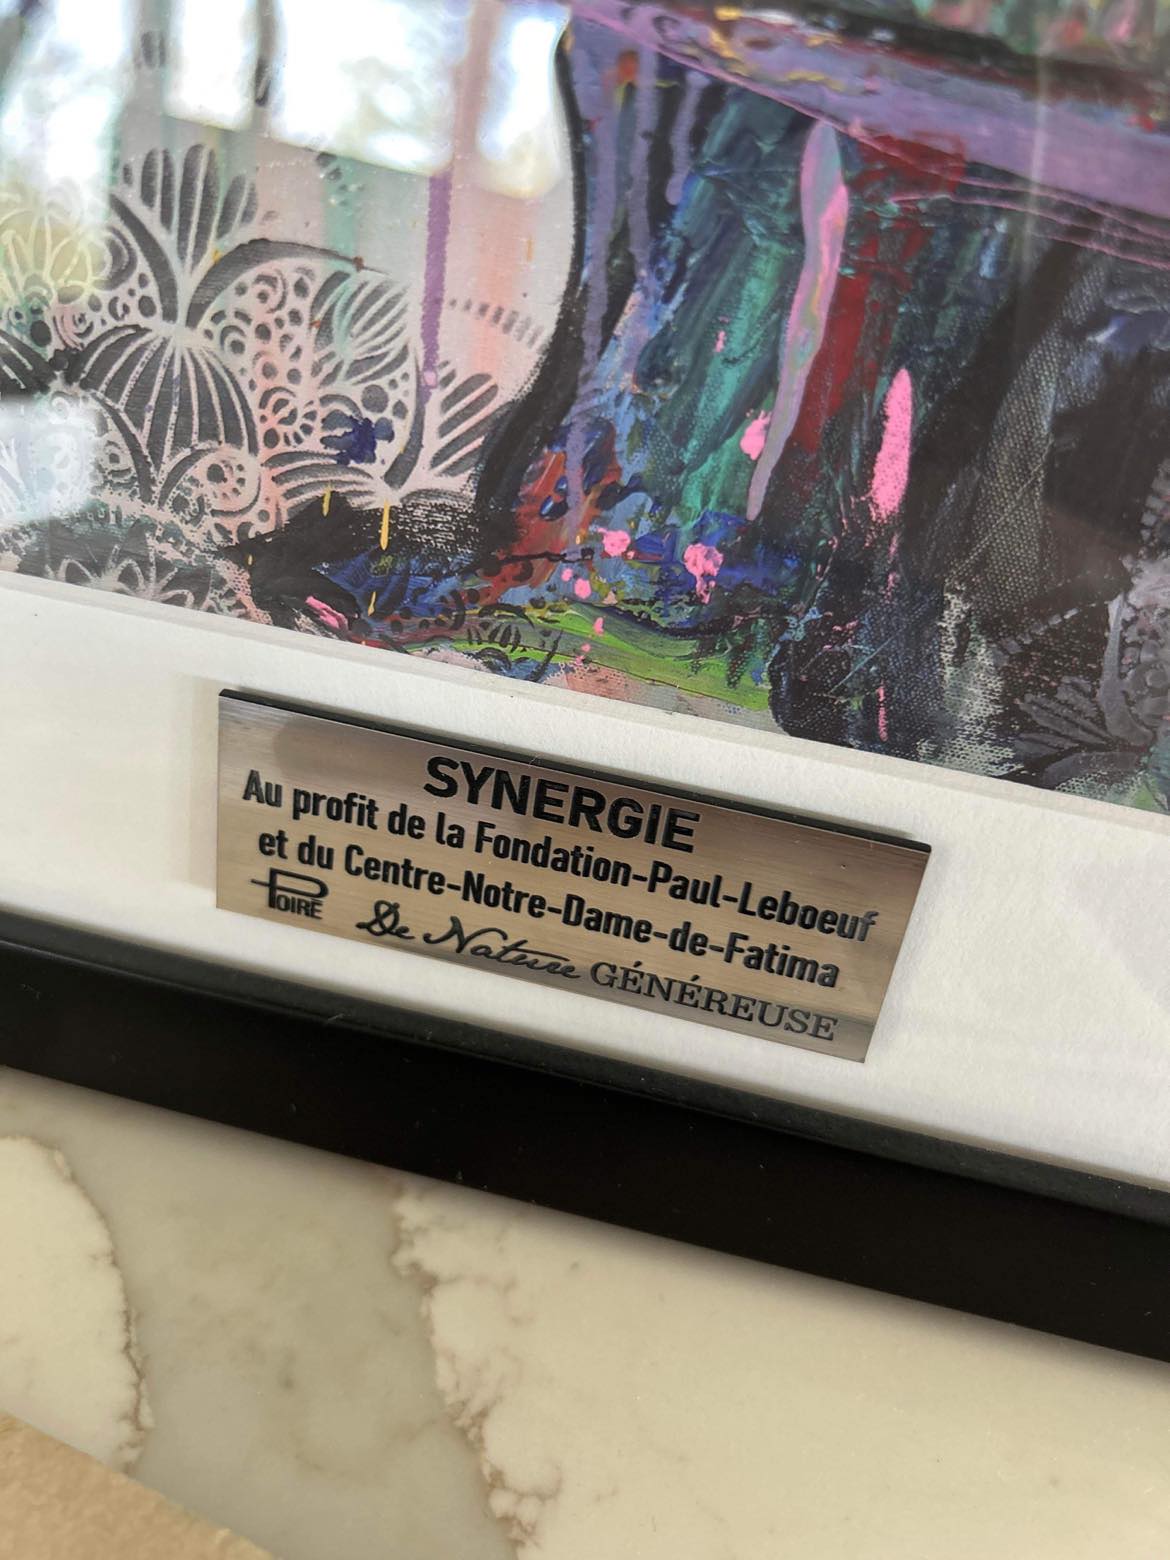 SYNERGIE
Au profit de la Fondation-Paul-Leboeuf
et du Centre-Notre-Dame-de-Fatima
POIRÉ De Nature GÉNÉREUSE